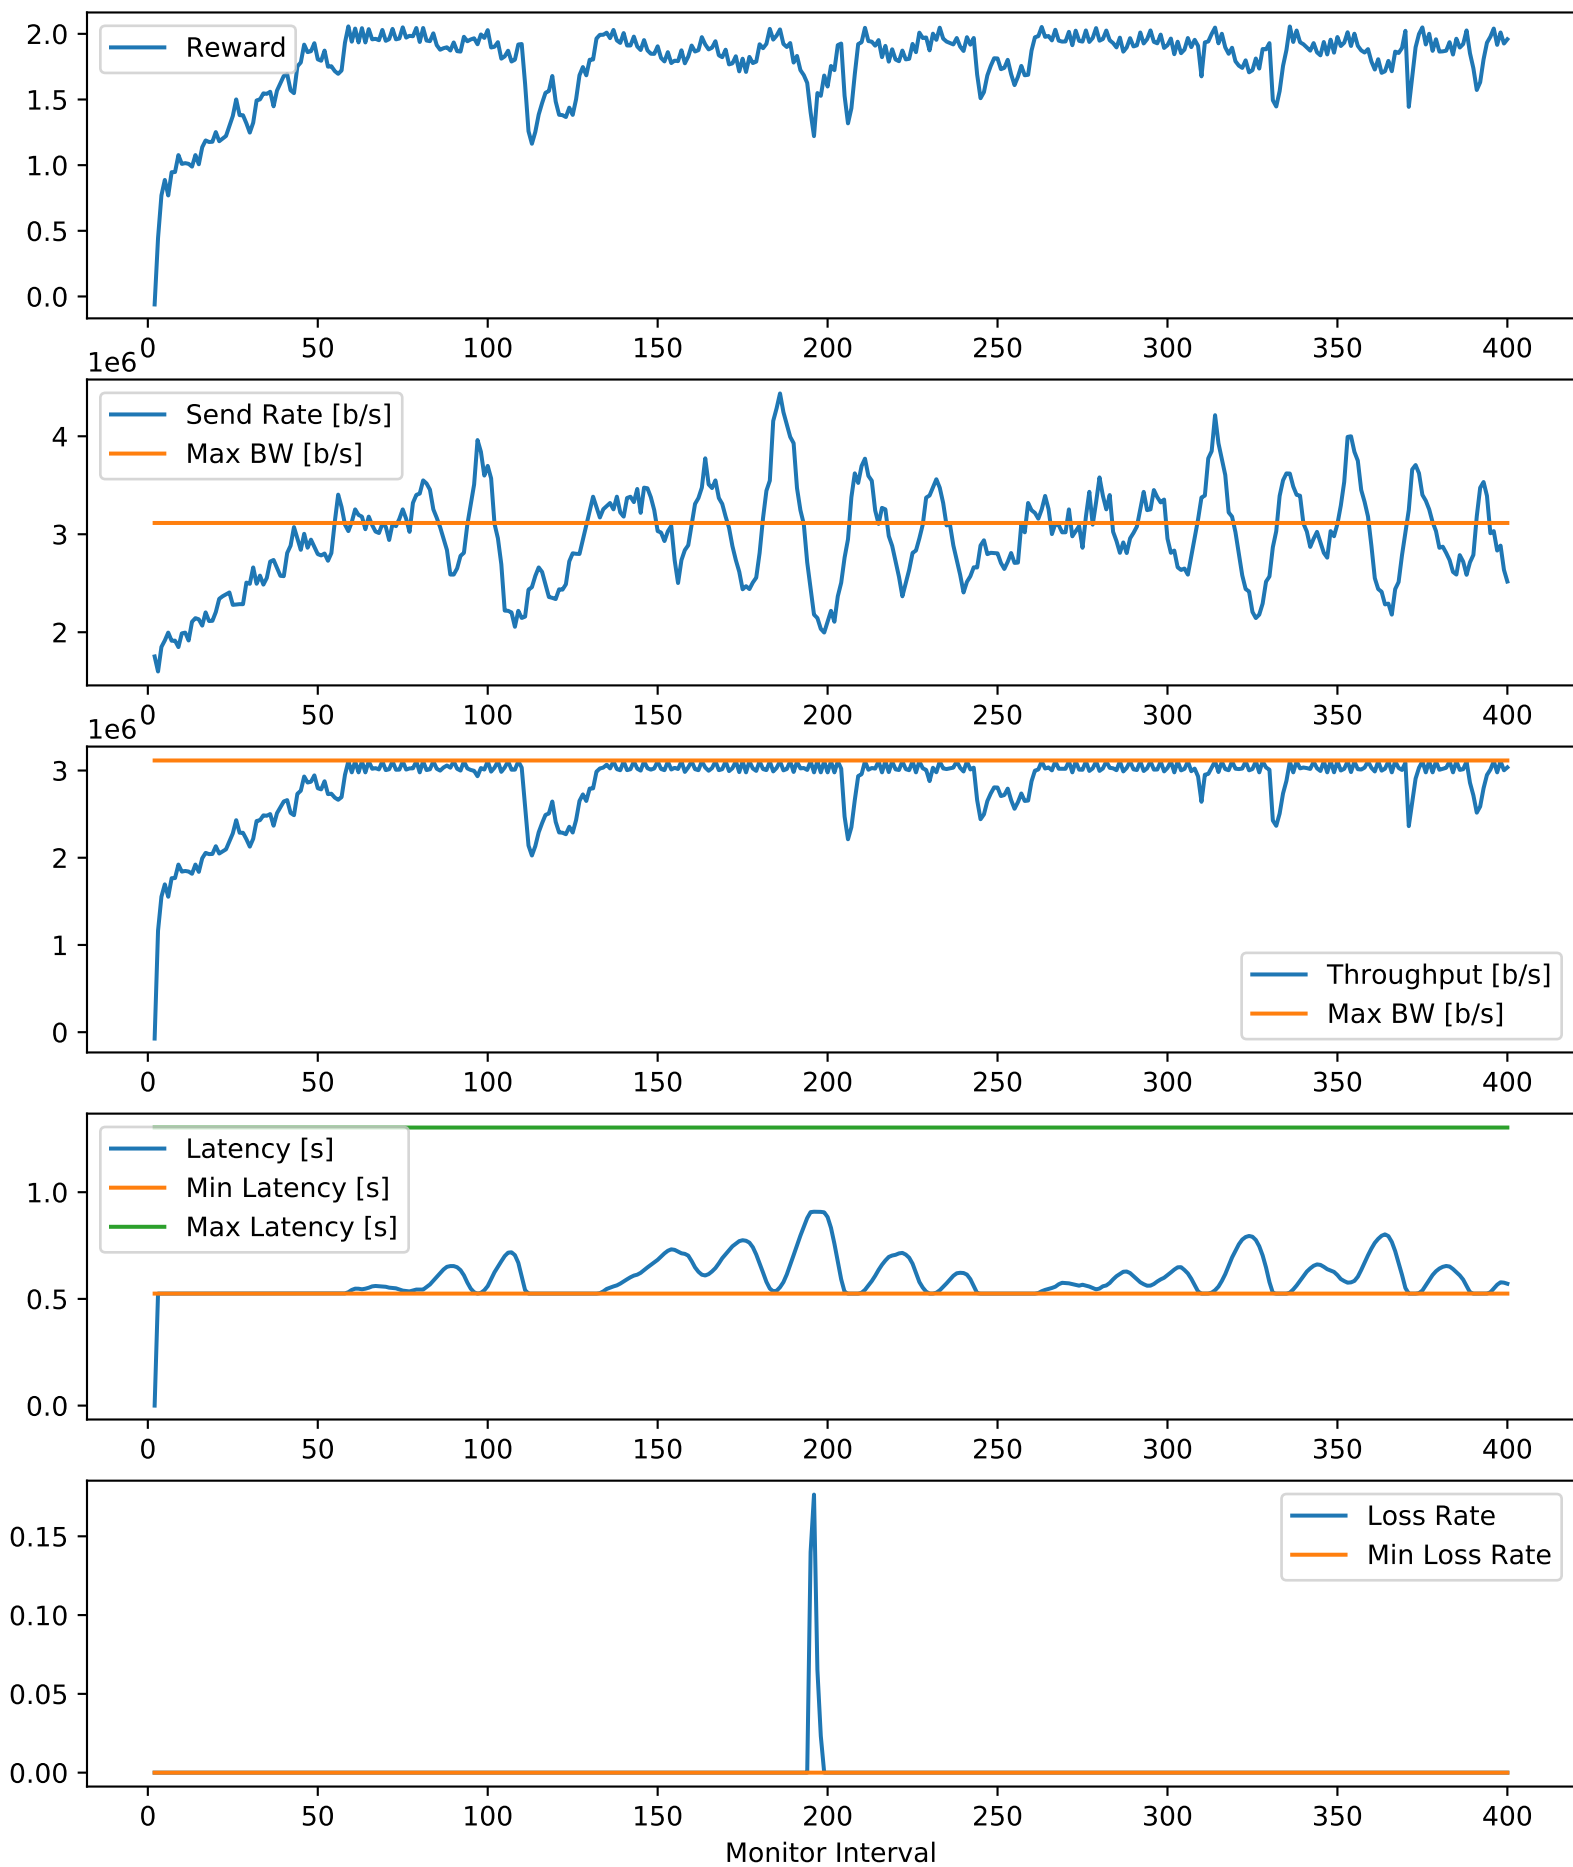 Reward
2.0
1.5
1.0
0.5
0.0
0 50 100 150 200 250 300 350 400
1e6
Send Rate [b/s]
Max BW [b/s]
4
3
2
0 50 100 150 200 250 300 350 400
1e6
3
2
1
0
Throughput [b/s]
Max BW [b/s]
0 50 100 150 200 250 300 350 400
Latency [s]
Min Latency [s]
Max Latency [s]
1.0
0.5
0.0
0 50 100 150 200 250 300 350 400
Loss Rate
Min Loss Rate
0.15
0.10
0.05
0.00
0 50 100 150 200 250 300 350 400
Monitor Interval